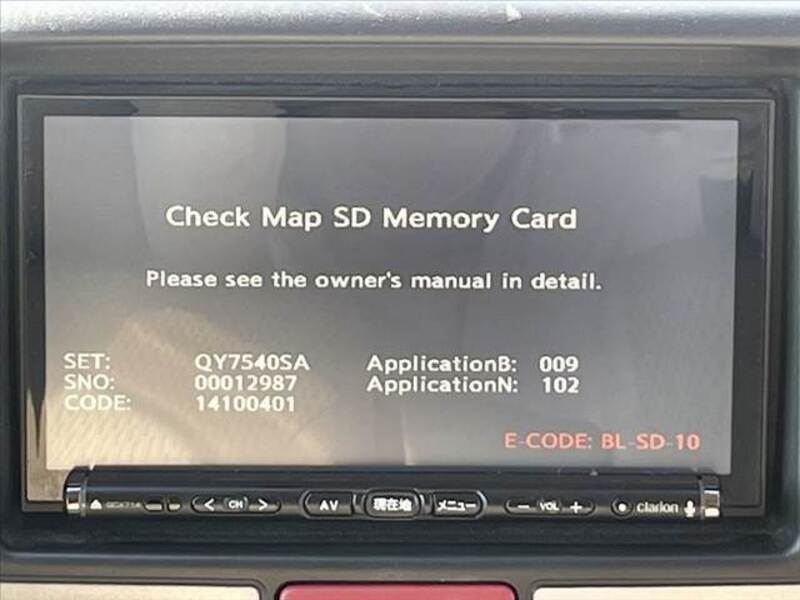 Check Map SD Memory Card
Please see the owner's manual in detail.
SET: QY7540SA ApplicationB: 009
SNO: 00012987 ApplicationN: 102
CODE: 14100401
E-CODE: BL-SD-10
GCX714 CH AV 現在地 メニュー VOL clarion